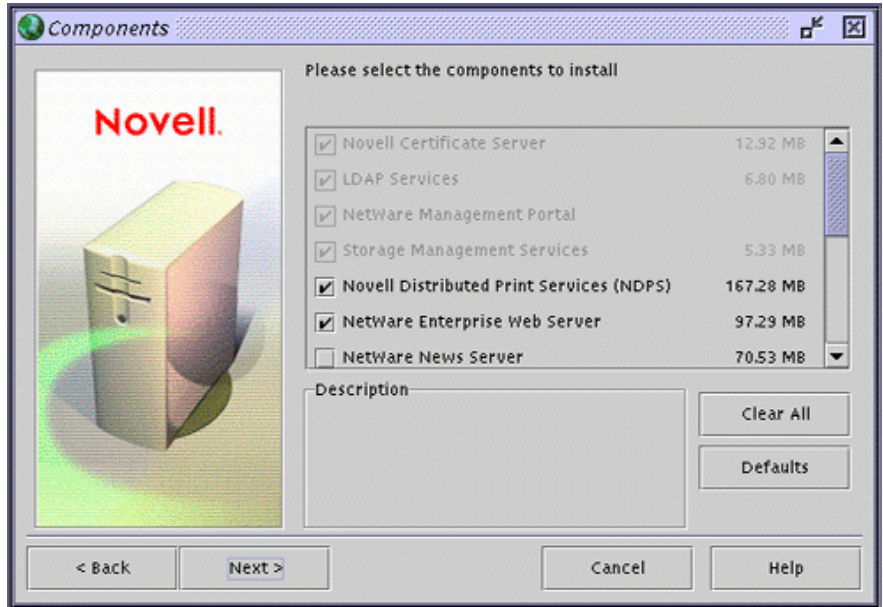 Components
Please select the components to install
Novell.
Novell Certificate Server 12.92 MB
LDAP Services 6.80 MB
NetWare Management Portal
Storage Management Services 5.33 MB
Novell Distributed Print Services (NDPS) 167.28 MB
NetWare Enterprise Web Server 97.29 MB
NetWare News Server 70.53 MB
Description
Clear All
Defaults
< Back
Next >
Cancel
Help